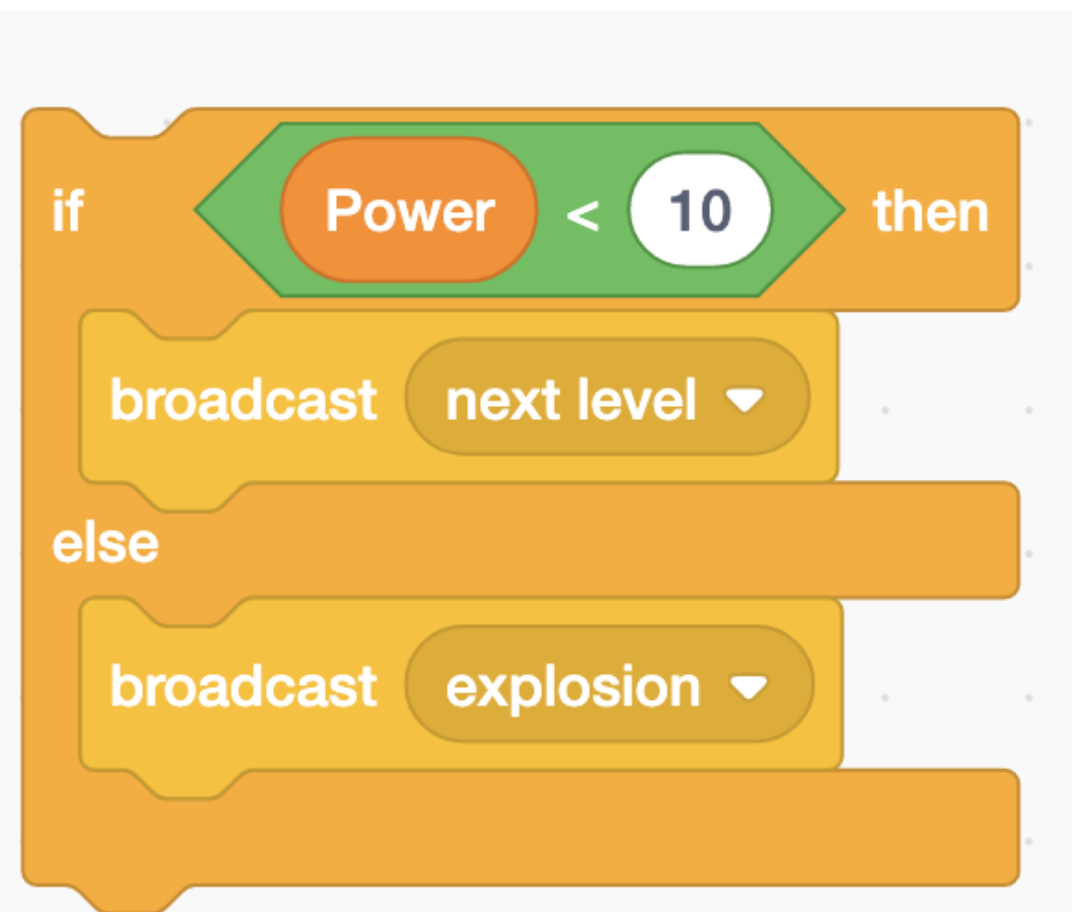 if Power < 10 then
broadcast next level
else
broadcast explosion